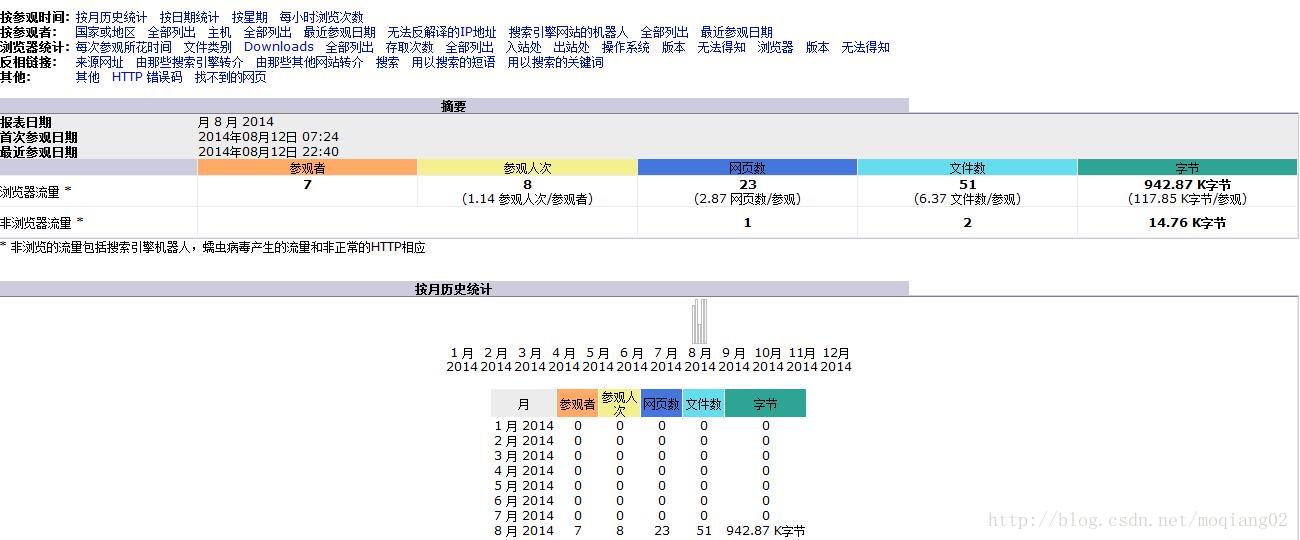 按参观时间: 按月历史统计 按日期统计 按星期 每小时浏览次数
按参观者: 国家或地区 全部列出 主机 全部列出 最近参观日期 无法反解译的IP地址 搜索引擎网站的机器人 全部列出 最近参观日期
浏览器统计: 每次参观所花时间 文件类别 Downloads 全部列出 存取次数 全部列出 入站处 出站处 操作系统 版本 无法得知 浏览器 版本 无法得知
反相链接: 来源网址 由那些搜索引擎转介 由那些其他网站转介 搜索 用以搜索的短语 用以搜索的关键词
其他: 其他 HTTP 错误码 找不到的网页
摘要
报表日期 月 8 月 2014
首次参观日期 2014年08月12日 07:24
最近参观日期 2014年08月12日 22:40
参观者 参观人次 网页数 文件数 字节
浏览器流量 * 7 8 23 51 942.87 K字节
(1.14 参观人次/参观者) (2.87 网页数/参观) (6.37 文件数/参观) (117.85 K字节/参观)
非浏览器流量 * 1 2 14.76 K字节
* 非浏览的流量包括搜索引擎机器人，蠕虫病毒产生的流量和非正常的HTTP相应
按月历史统计
1 月 2 月 3 月 4 月 5 月 6 月 7 月 8 月 9 月 10月 11月 12月
2014 2014 2014 2014 2014 2014 2014 2014 2014 2014 2014 2014
月 参观者 参观人次 网页数 文件数 字节
1 月 2014 0 0 0 0 0
2 月 2014 0 0 0 0 0
3 月 2014 0 0 0 0 0
4 月 2014 0 0 0 0 0
5 月 2014 0 0 0 0 0
6 月 2014 0 0 0 0 0
7 月 2014 0 0 0 0 0
8 月 2014 7 8 23 51 942.87 K字节
http://blog.csdn.net/moqiang02